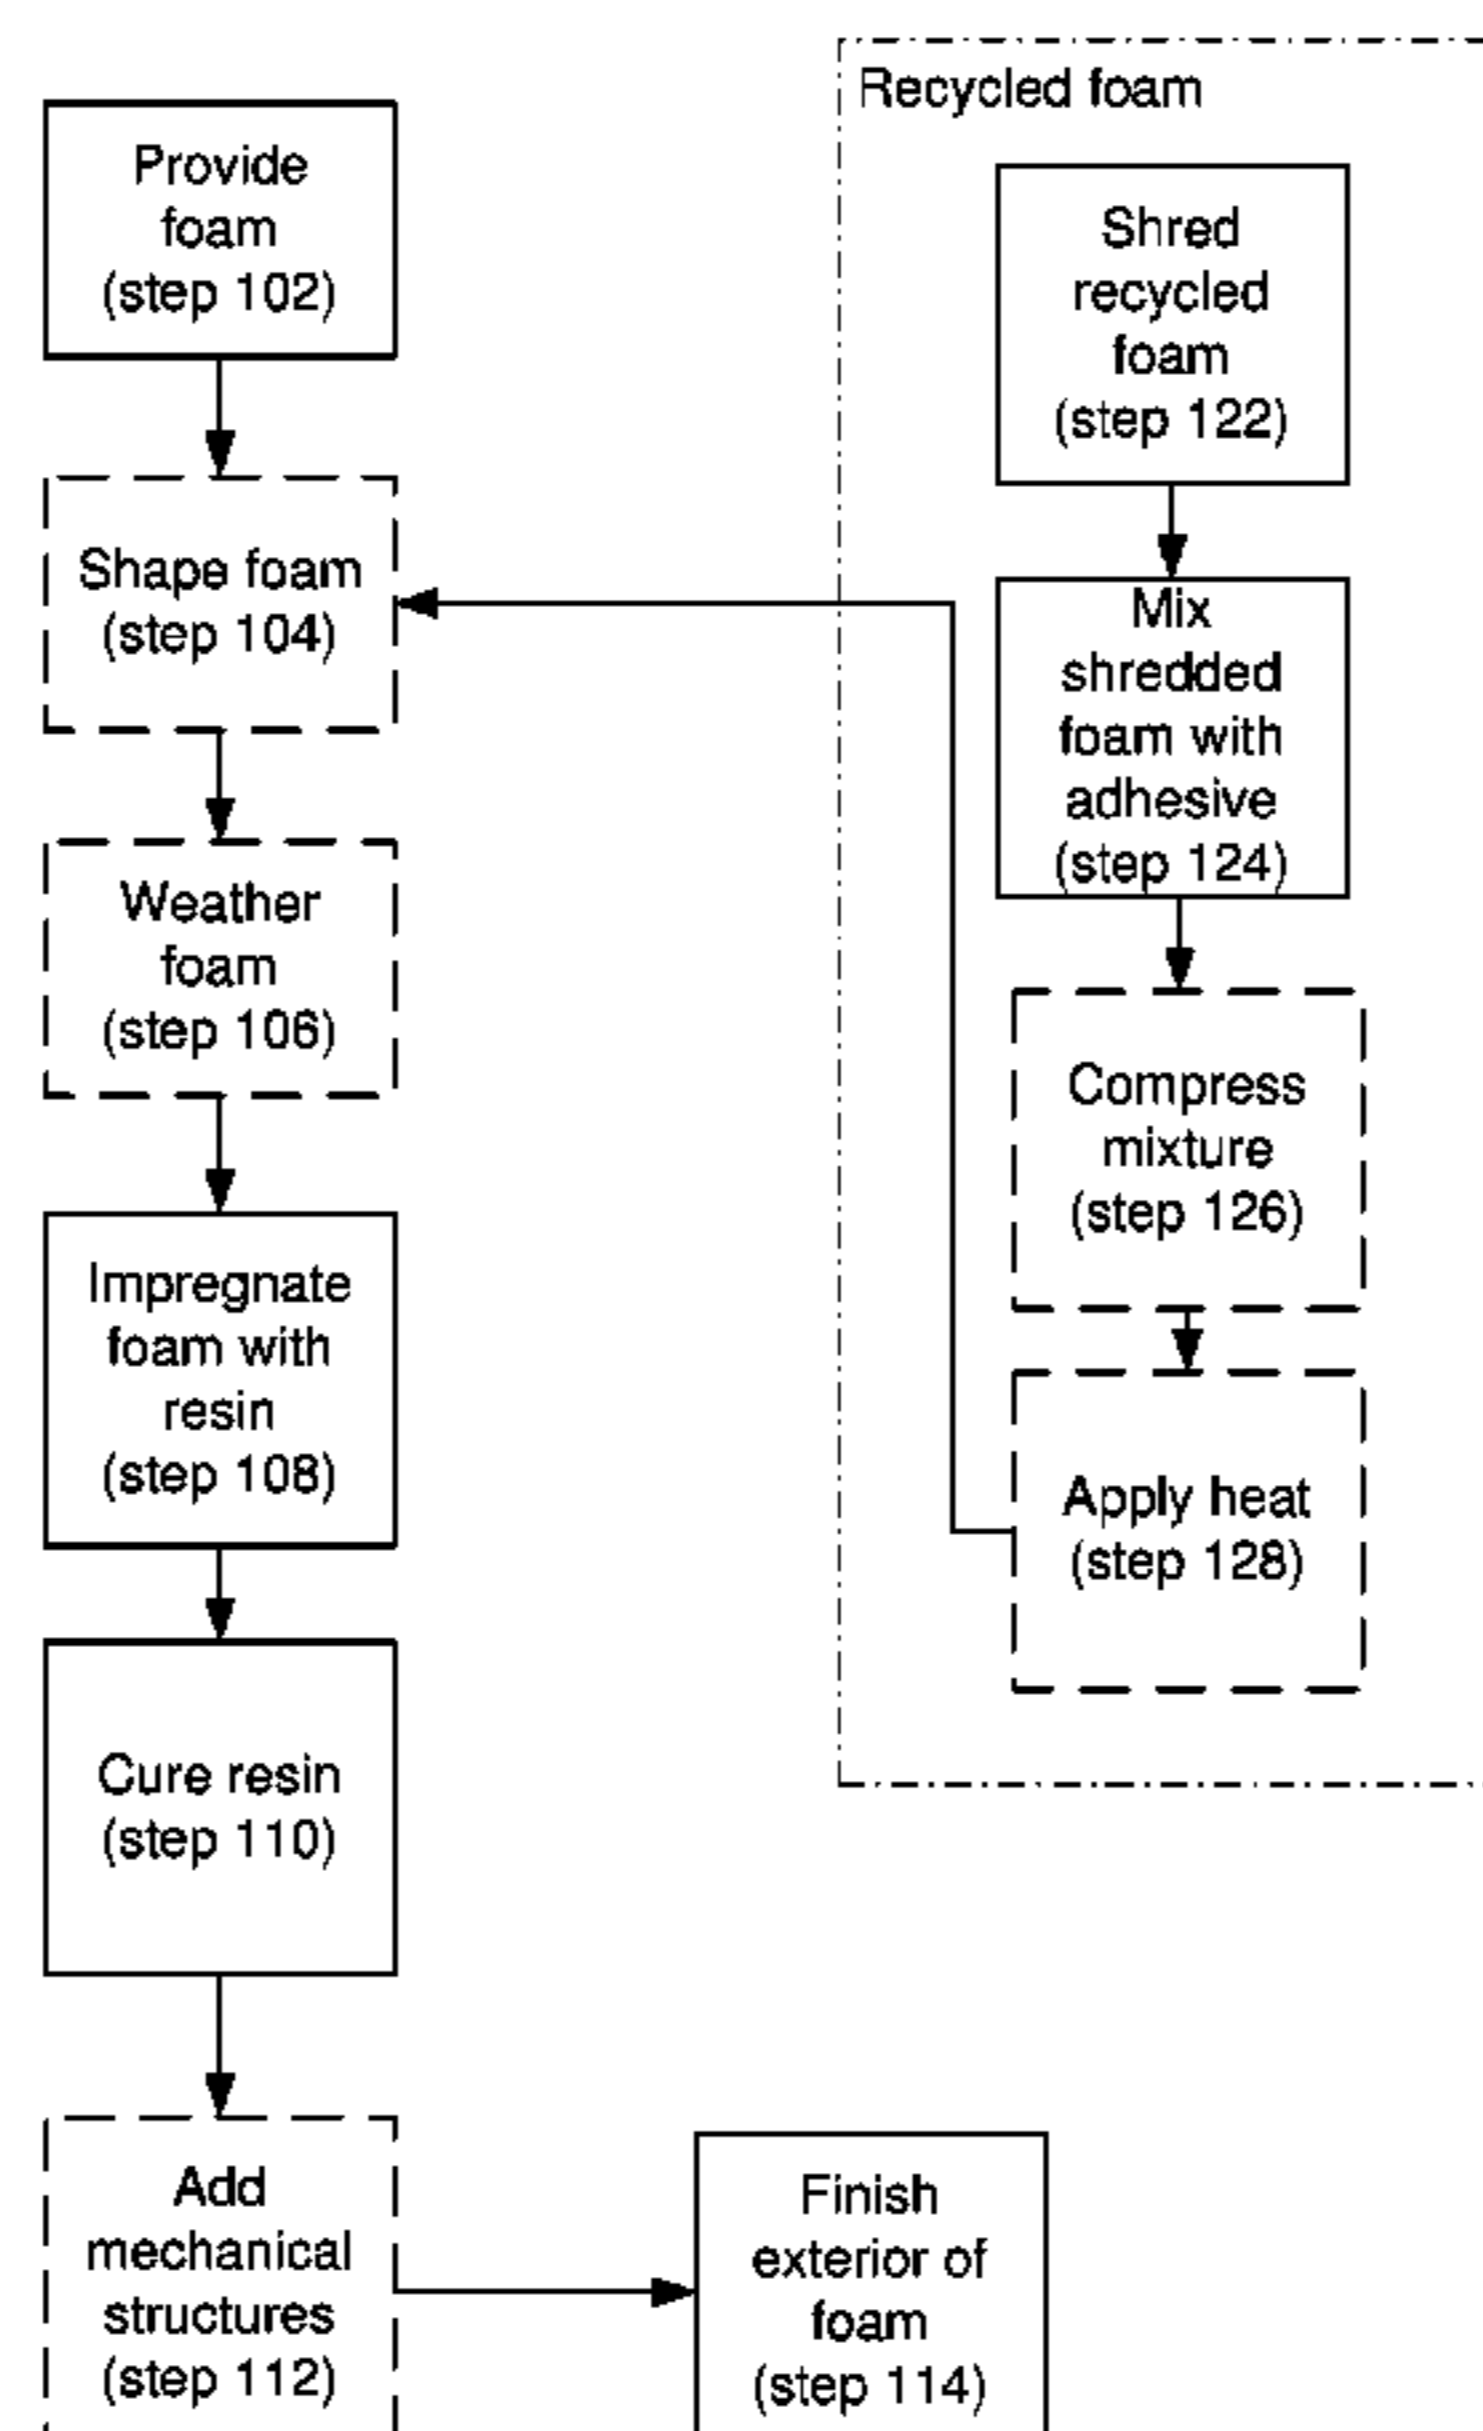 Provide
foam
(step 102)
Shape foam
(step 104)
Weather
foam
(step 106)
Impregnate
foam with
resin
(step 108)
Cure resin
(step 110)
Add
mechanical
structures
(step 112)
Finish
exterior of
foam
(step 114)
Recycled foam
Shred
recycled
foam
(step 122)
Mix
shredded
foam with
adhesive
(step 124)
Compress
mixture
(step 126)
Apply heat
(step 128)